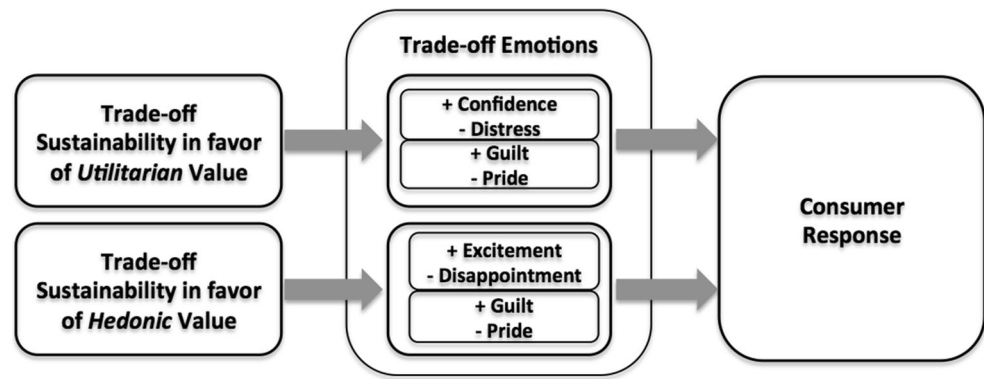 Trade-off Emotions
Trade-off
Sustainability in favor
of Utilitarian Value
+ Confidence
- Distress
+ Guilt
- Pride
Trade-off
Sustainability in favor
of Hedonic Value
+ Excitement
- Disappointment
+ Guilt
- Pride
Consumer
Response